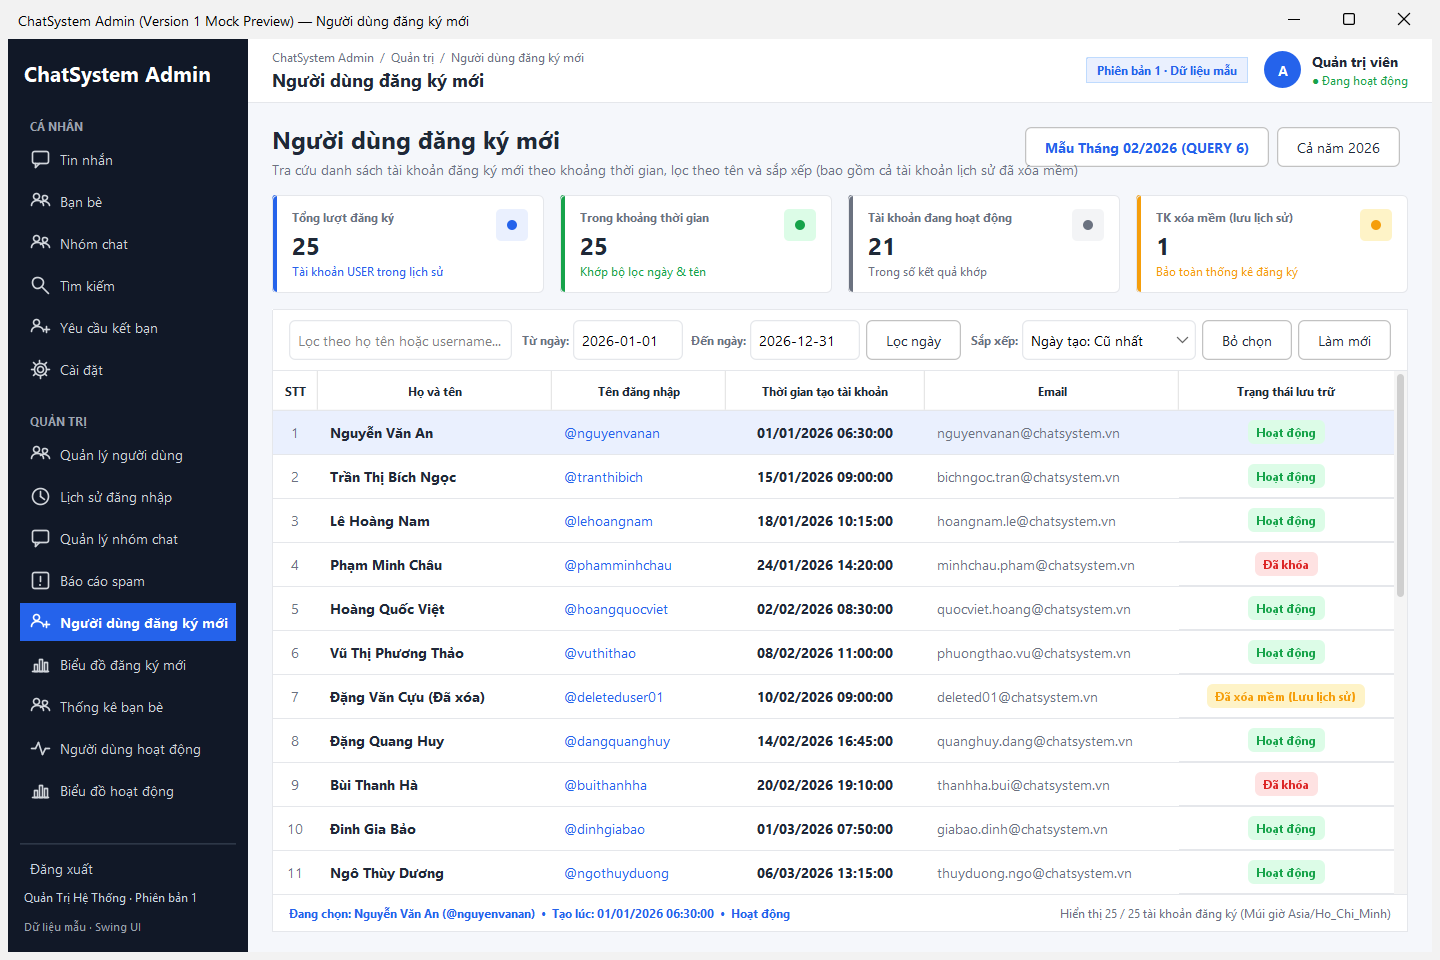 ChatSystem Admin (Version 1 Mock Preview) — Người dùng đăng ký mới
ChatSystem Admin
CÁ NHÂN
Tin nhắn
Bạn bè
Nhóm chat
Tìm kiếm
Yêu cầu kết bạn
Cài đặt
QUẢN TRỊ
Quản lý người dùng
Lịch sử đăng nhập
Quản lý nhóm chat
Báo cáo spam
Người dùng đăng ký mới
Biểu đồ đăng ký mới
Thống kê bạn bè
Người dùng hoạt động
Biểu đồ hoạt động
Đăng xuất
Quản Trị Hệ Thống · Phiên bản 1
Dữ liệu mẫu · Swing UI
ChatSystem Admin / Quản trị / Người dùng đăng ký mới
Người dùng đăng ký mới
Phiên bản 1 · Dữ liệu mẫu
A
Quản trị viên
● Đang hoạt động
Người dùng đăng ký mới
Tra cứu danh sách tài khoản đăng ký mới theo khoảng thời gian, lọc theo tên và sắp xếp (bao gồm cả tài khoản lịch sử đã xóa mềm)
Mẫu Tháng 02/2026 (QUERY 6)
Cả năm 2026
Tổng lượt đăng ký
25
Tài khoản USER trong lịch sử
Trong khoảng thời gian
25
Khớp bộ lọc ngày & tên
Tài khoản đang hoạt động
21
Trong số kết quả khớp
TK xóa mềm (lưu lịch sử)
1
Bảo toàn thống kê đăng ký
Lọc theo họ tên hoặc username... Từ ngày: 2026-01-01 Đến ngày: 2026-12-31 Lọc ngày Sắp xếp: Ngày tạo: Cũ nhất Bỏ chọn Làm mới
STT Họ và tên Tên đăng nhập Thời gian tạo tài khoản Email Trạng thái lưu trữ
1 Nguyễn Văn An @nguyenvanan 01/01/2026 06:30:00 nguyenvanan@chatsystem.vn Hoạt động
2 Trần Thị Bích Ngọc @tranthibich 15/01/2026 09:00:00 bichngoc.tran@chatsystem.vn Hoạt động
3 Lê Hoàng Nam @lehoangnam 18/01/2026 10:15:00 hoangnam.le@chatsystem.vn Hoạt động
4 Phạm Minh Châu @phamminhchau 24/01/2026 14:20:00 minhchau.pham@chatsystem.vn Đã khóa
5 Hoàng Quốc Việt @hoangquocviet 02/02/2026 08:30:00 quocviet.hoang@chatsystem.vn Hoạt động
6 Vũ Thị Phương Thảo @vuthithao 08/02/2026 11:00:00 phuongthao.vu@chatsystem.vn Hoạt động
7 Đặng Văn Cựu (Đã xóa) @deleteduser01 10/02/2026 09:00:00 deleted01@chatsystem.vn Đã xóa mềm (Lưu lịch sử)
8 Đặng Quang Huy @dangquanghuy 14/02/2026 16:45:00 quanghuy.dang@chatsystem.vn Hoạt động
9 Bùi Thanh Hà @buithanhha 20/02/2026 19:10:00 thanhha.bui@chatsystem.vn Đã khóa
10 Đinh Gia Bảo @dinhgiabao 01/03/2026 07:50:00 giabao.dinh@chatsystem.vn Hoạt động
11 Ngô Thùy Dương @ngothuyduong 06/03/2026 13:15:00 thuyduong.ngo@chatsystem.vn Hoạt động
Đang chọn: Nguyễn Văn An (@nguyenvanan) • Tạo lúc: 01/01/2026 06:30:00 • Hoạt động
Hiển thị 25 / 25 tài khoản đăng ký (Múi giờ Asia/Ho_Chi_Minh)